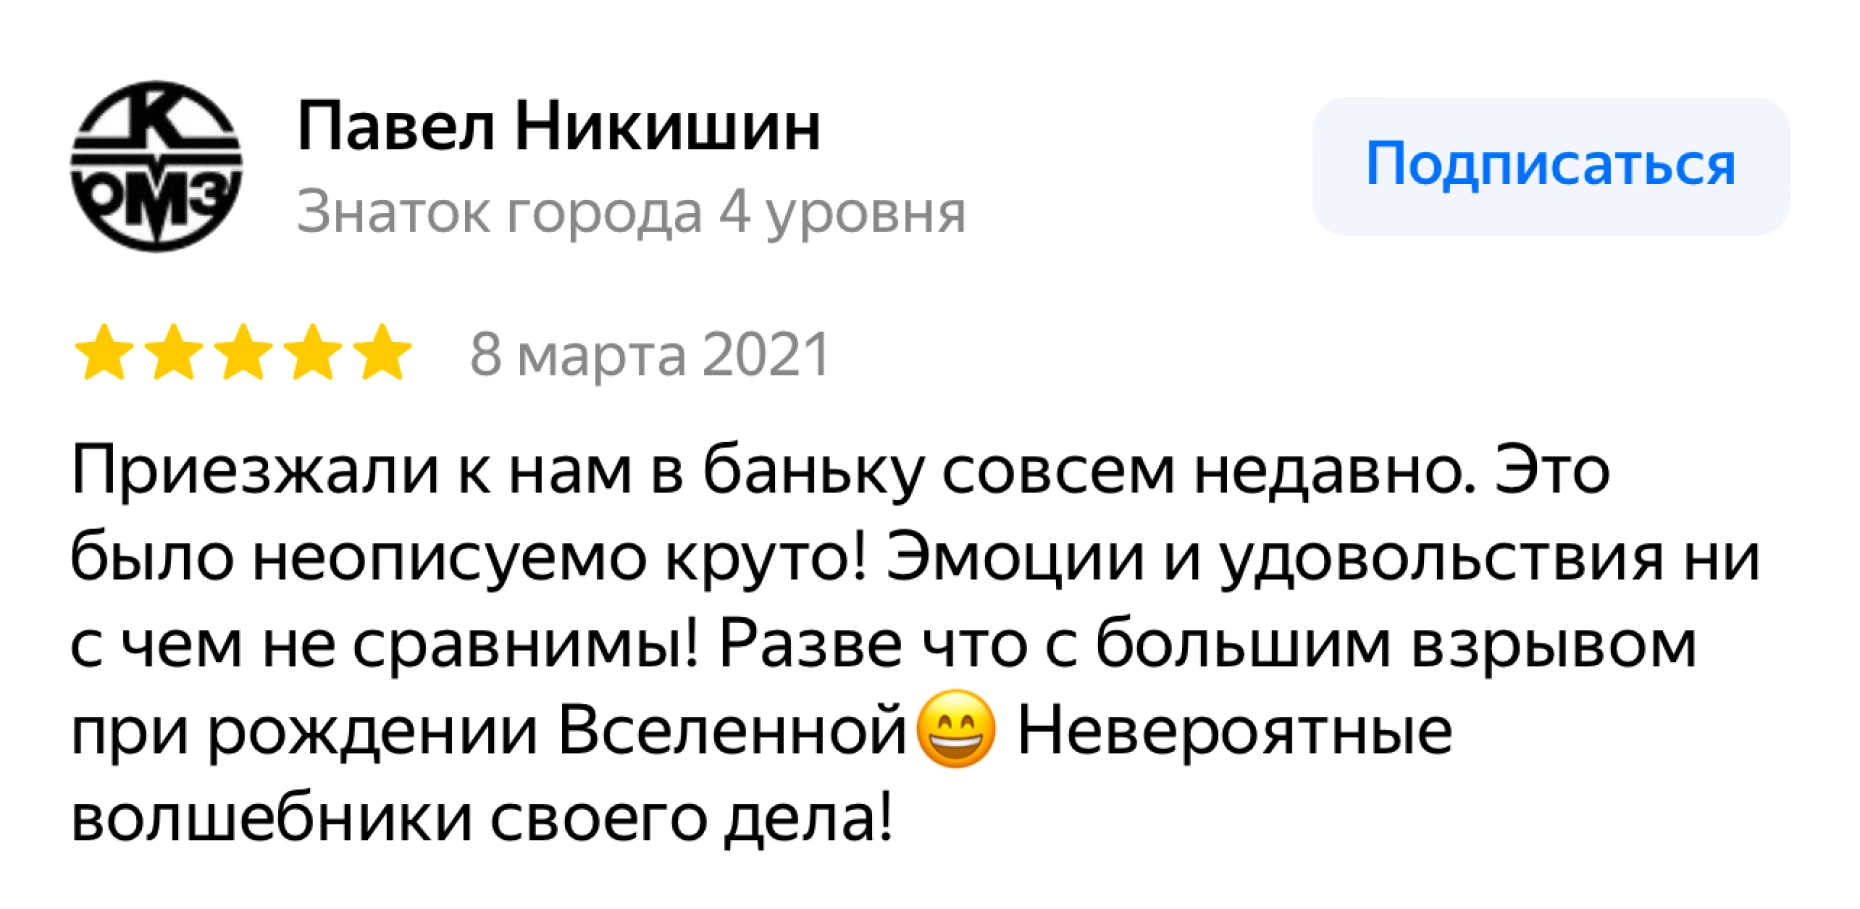 К
ЮМЗ
Павел Никишин
Знаток города 4 уровня
Подписаться
8 марта 2021
Приезжали к нам в баньку совсем недавно. Это
было неописуемо круто! Эмоции и удовольствия ни
с чем не сравнимы! Разве что с большим взрывом
при рождении Вселенной😄 Невероятные
волшебники своего дела!